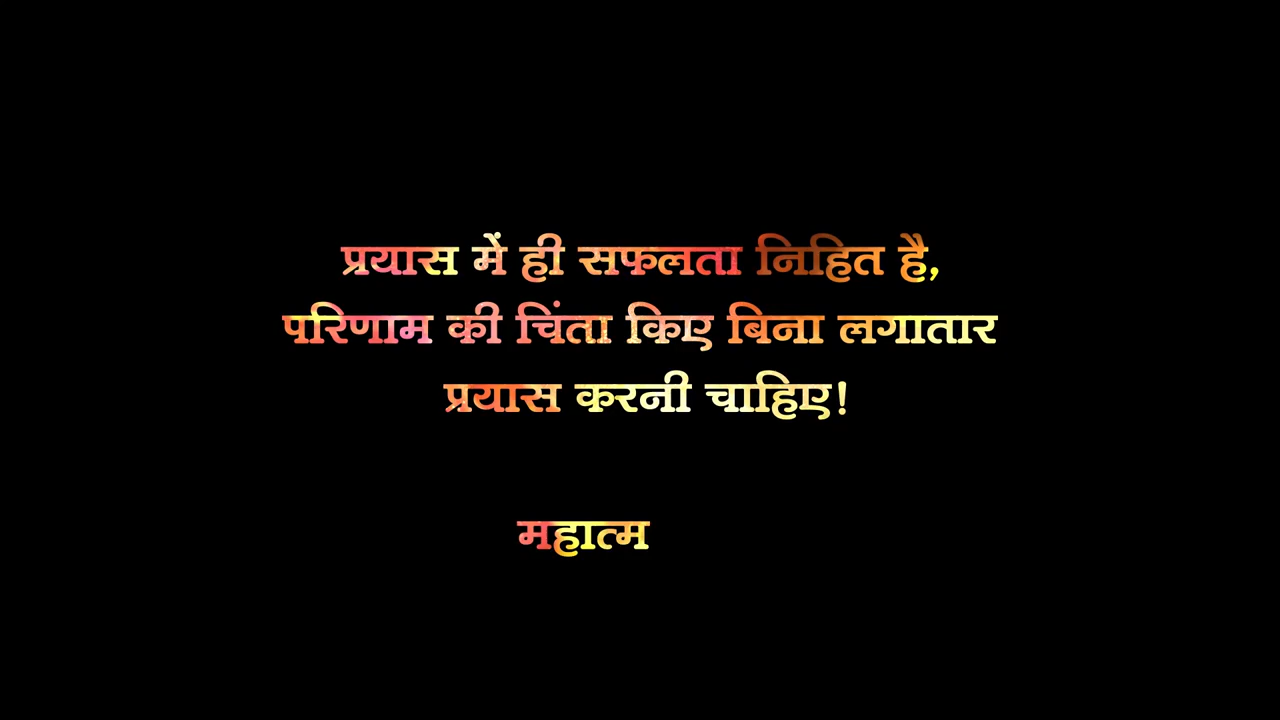 प्रयास में ही सफलता निहित है,
परिणाम की चिंता किए बिना लगातार
प्रयास करनी चाहिए!
महात्म